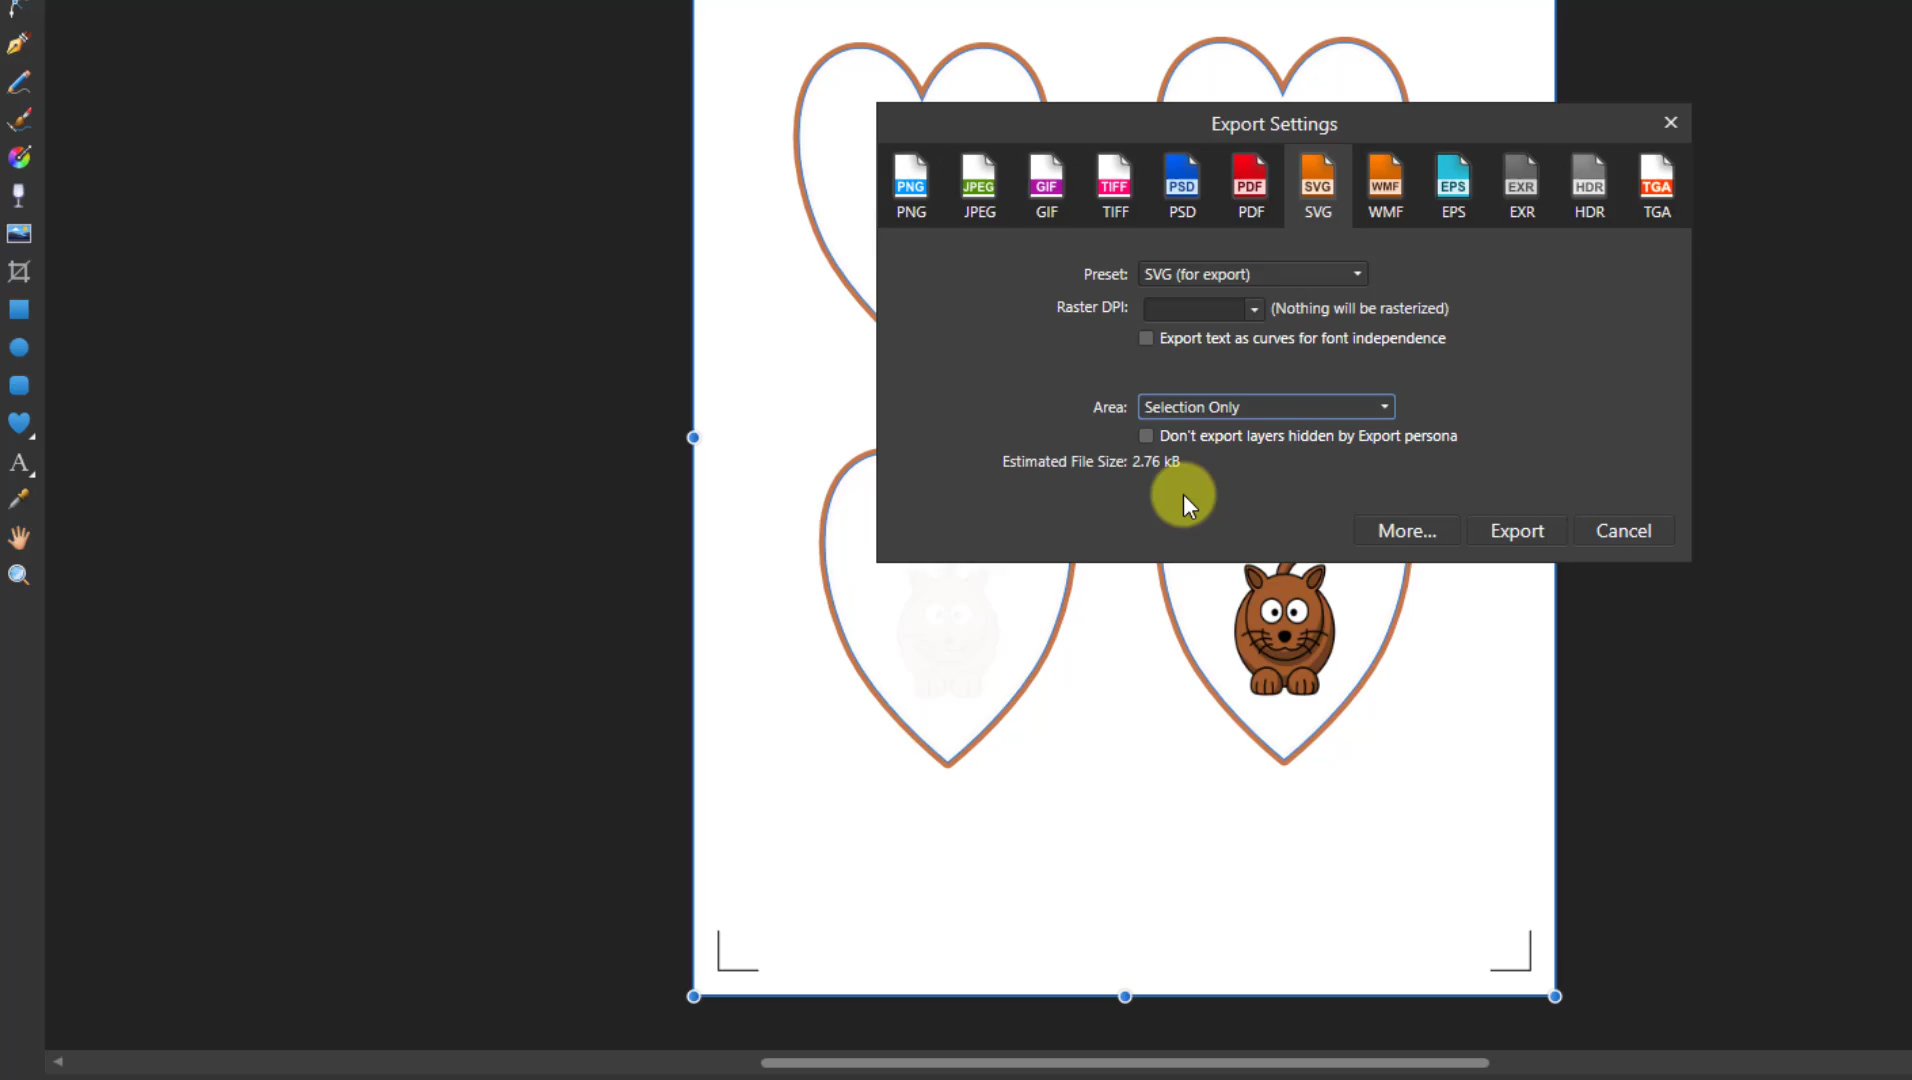 Export Settings
PNG JPEG GIF TIFF PSD PDF SVG WMF EPS EXR HDR TGA
PNG JPEG GIF TIFF PSD PDF SVG WMF EPS EXR HDR TGA
Preset: SVG (for export)
Raster DPI: (Nothing will be rasterized)
Export text as curves for font independence
Area: Selection Only
Don't export layers hidden by Export persona
Estimated File Size: 2.76 kB
More... Export Cancel
A